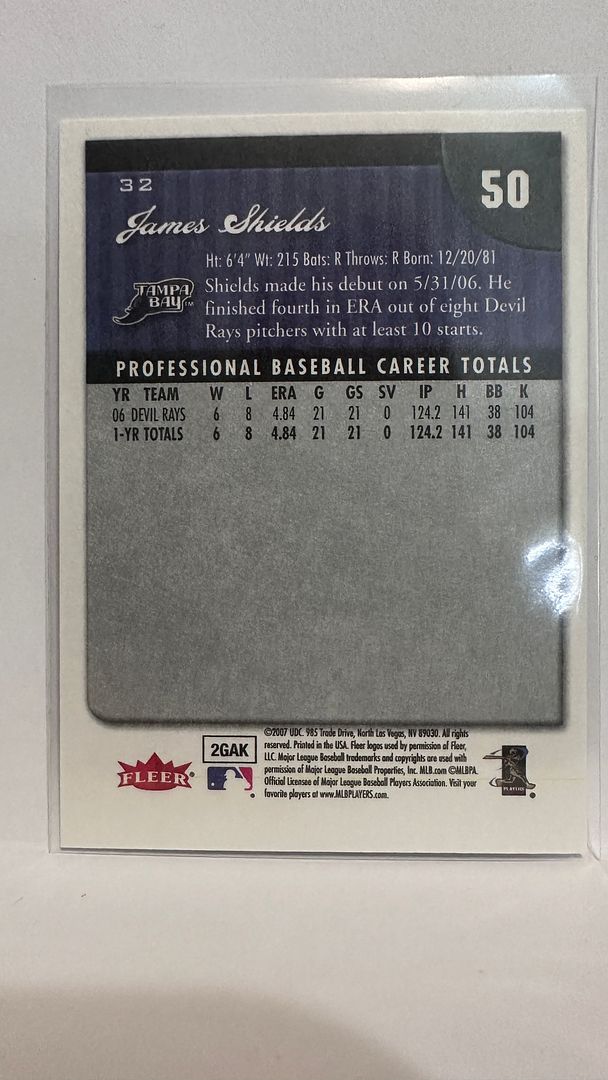 32
50
James Shields
Ht: 6'4" Wt: 215 Bats: R Throws: R Born: 12/20/81
TAMPA BAY™
Shields made his debut on 5/31/06. He
finished fourth in ERA out of eight Devil
Rays pitchers with at least 10 starts.
PROFESSIONAL BASEBALL CAREER TOTALS
YR TEAM W L ERA G GS SV IP H BB K
06 DEVIL RAYS 6 8 4.84 21 21 0 124.2 141 38 104
1-YR TOTALS 6 8 4.84 21 21 0 124.2 141 38 104
©2007 UDC. 985 Trade Drive, North Las Vegas, NV 89030. All rights
reserved. Printed in the USA. Fleer logos used by permission of Fleer,
LLC. Major League Baseball trademarks and copyrights are used with
permission of Major League Baseball Properties, Inc. MLB.com ©MLBPA.
Official Licensee of Major League Baseball Players Association. Visit your
favorite players at www.MLBPLAYERS.com.
2GAK
FLEER
PLAYERS